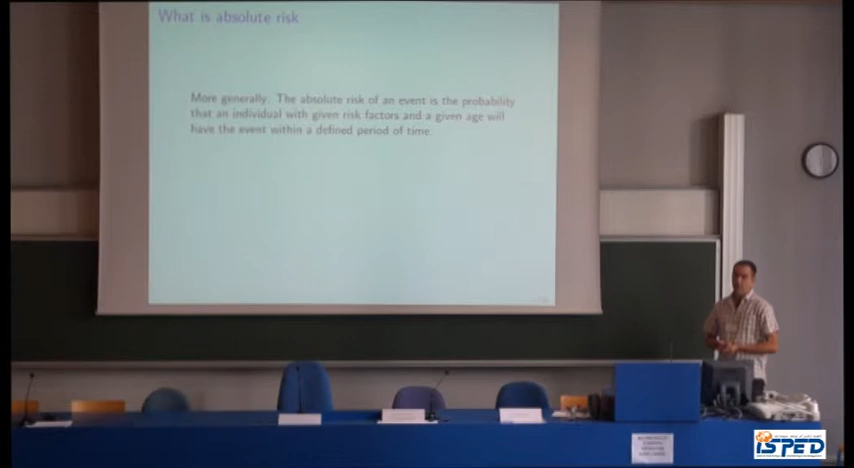 What is absolute risk
More generally: The absolute risk of an event is the probability
that an individual with given risk factors and a given age will
have the event within a defined period of time.
ISPED